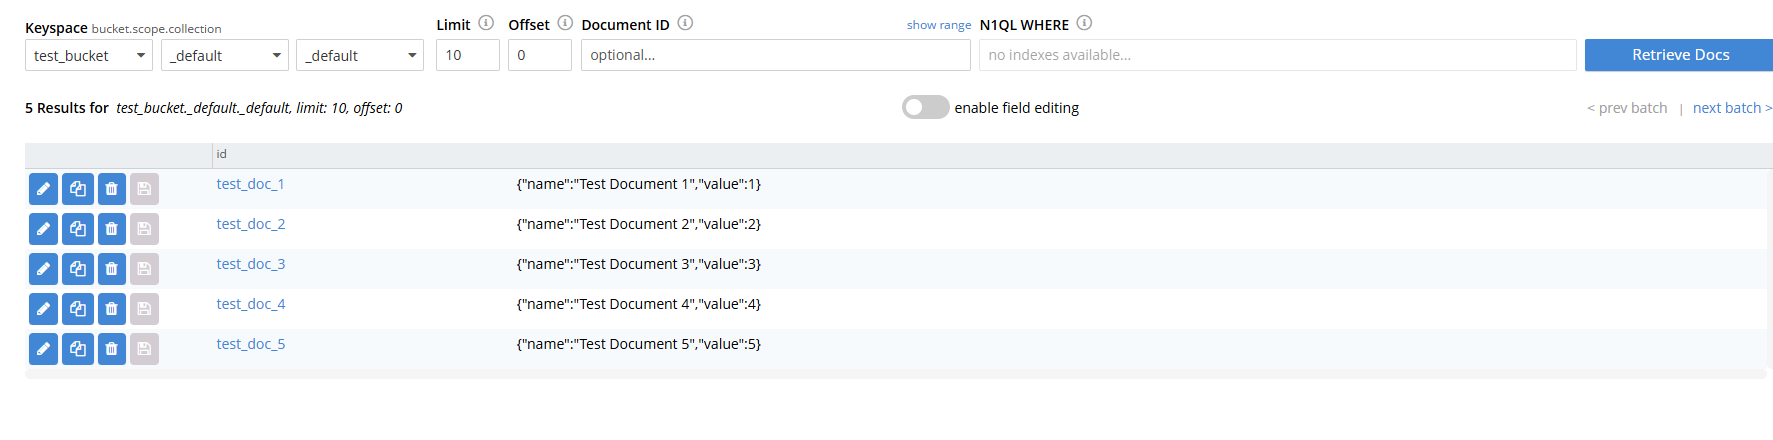 Keyspace bucket.scope.collection Limit Offset Document ID show range N1QL WHERE
test_bucket _default _default 10 0 optional... no indexes available... Retrieve Docs
5 Results for test_bucket._default._default, limit: 10, offset: 0 enable field editing < prev batch | next batch >
id
test_doc_1 {"name":"Test Document 1","value":1}
test_doc_2 {"name":"Test Document 2","value":2}
test_doc_3 {"name":"Test Document 3","value":3}
test_doc_4 {"name":"Test Document 4","value":4}
test_doc_5 {"name":"Test Document 5","value":5}